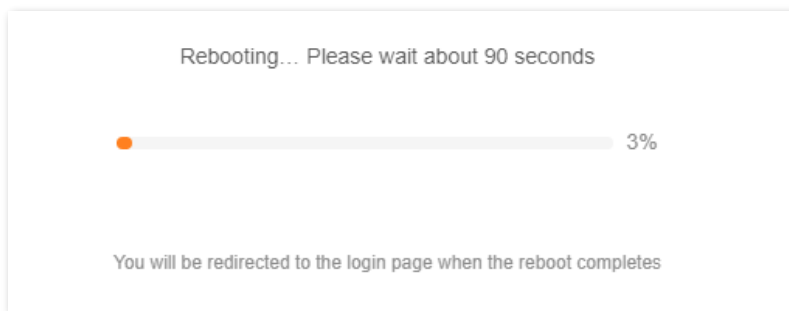 Rebooting… Please wait about 90 seconds
3%
You will be redirected to the login page when the reboot completes